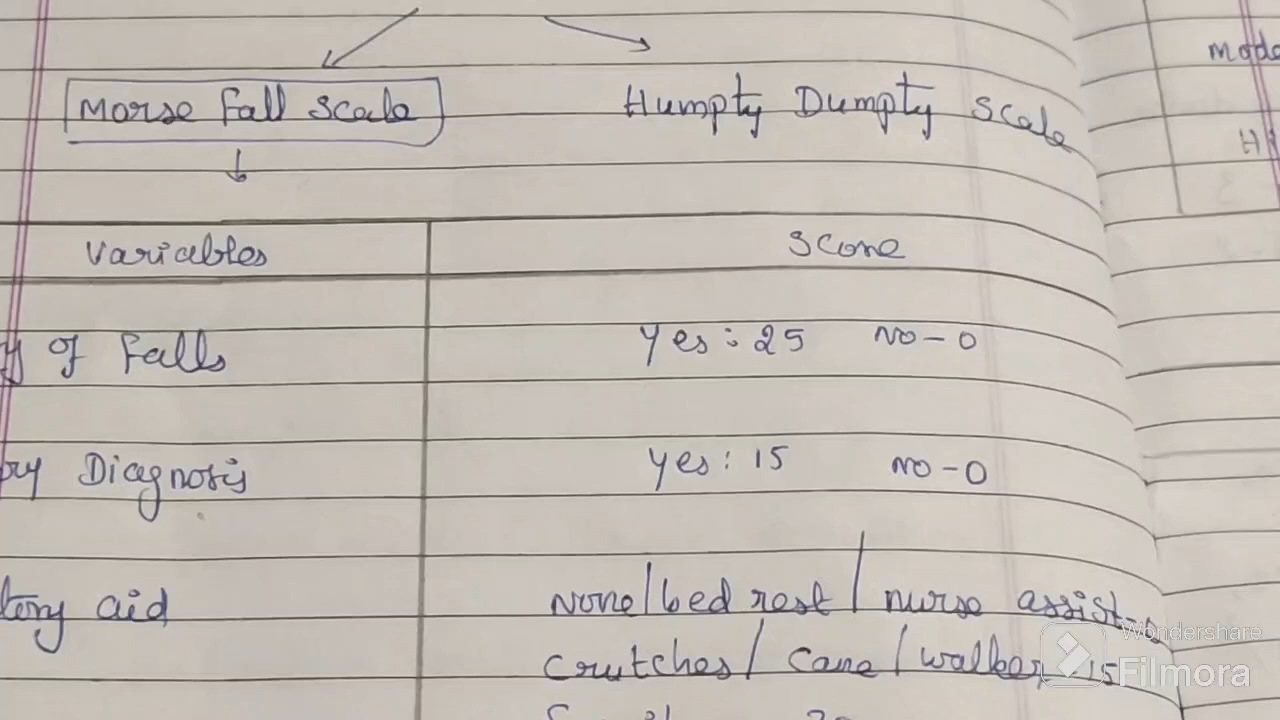 Morse Fall Scale
Humpty Dumpty Scale
Variables Score
of Falls Yes: 25 No-0
Diagnosis Yes: 15 No-0
aid None/bed rest/nurse assist
crutches/cane/walker, 15
Wondershare
Filmora